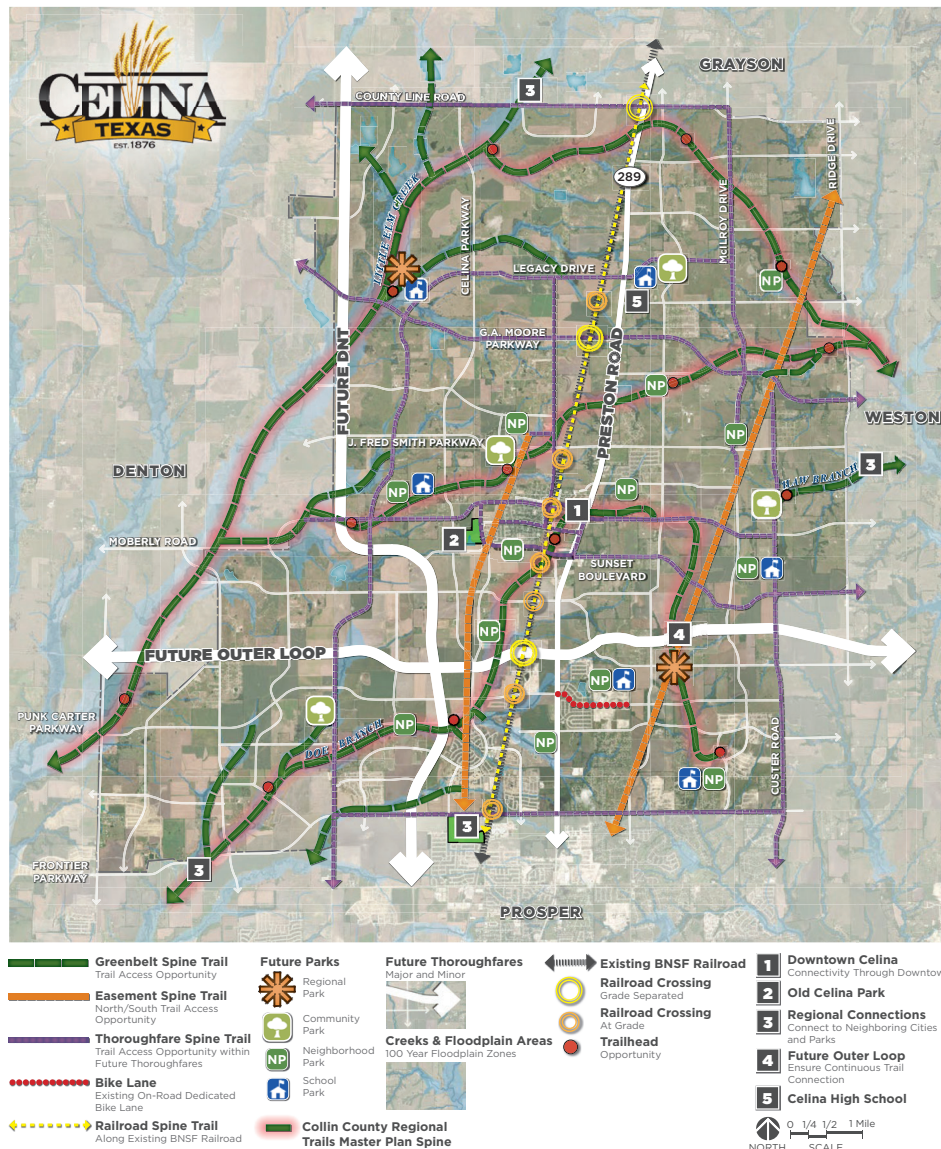 CELINA
TEXAS
EST.1876
GRAYSON
COUNTY LINE ROAD
3
289
RIDGE DRIVE
LITTLE ELM CREEK
CELINA PARKWAY
McILROY DRIVE
LEGACY DRIVE
NP
5
G.A. MOORE
PARKWAY
FUTURE DNT
PRESTON ROAD
NP
WESTON
NP
J. FRED SMITH PARKWAY
NP
DENTON
HAW BRANCH
3
NP
NP
1
2
MOBERLY ROAD
NP
SUNSET
BOULEVARD
NP
NP
4
FUTURE OUTER LOOP
NP
PUNK CARTER
PARKWAY
DOE BRANCH
NP
NP
CUSTER ROAD
NP
3
3
FRONTIER
PARKWAY
PROSPER
Greenbelt Spine Trail
Trail Access Opportunity
Easement Spine Trail
North/South Trail Access
Opportunity
Thoroughfare Spine Trail
Trail Access Opportunity within
Future Thoroughfares
Bike Lane
Existing On-Road Dedicated
Bike Lane
Railroad Spine Trail
Along Existing BNSF Railroad
Future Parks
Regional
Park
Community
Park
NP
Neighborhood
Park
School
Park
Collin County Regional
Trails Master Plan Spine
Future Thoroughfares
Major and Minor
Creeks & Floodplain Areas
100 Year Floodplain Zones
Existing BNSF Railroad
Railroad Crossing
Grade Separated
Railroad Crossing
At Grade
Trailhead
Opportunity
1
Downtown Celina
Connectivity Through Downtow
2
Old Celina Park
3
Regional Connections
Connect to Neighboring Cities
and Parks
4
Future Outer Loop
Ensure Continuous Trail
Connection
5
Celina High School
NORTH
0 1/4 1/2 1 Mile
SCALE